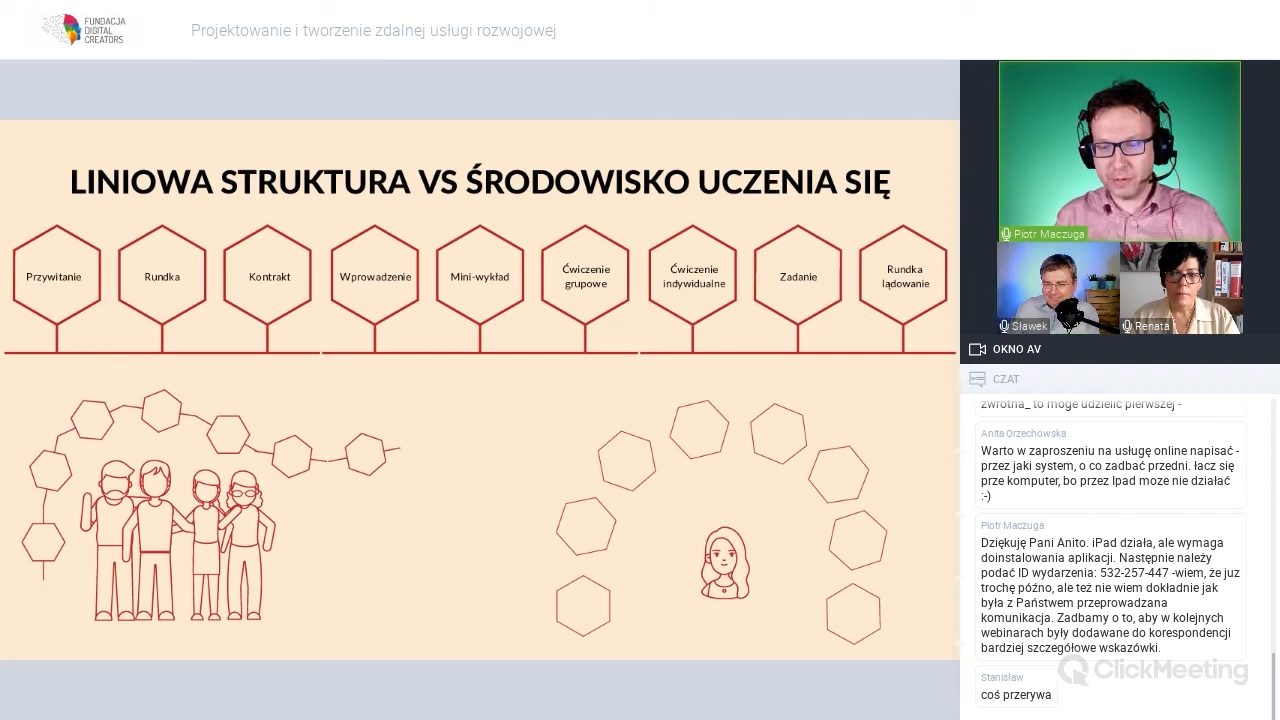 FUNDACJA
DIGITAL
CREATORS
Projektowanie i tworzenie zdalnej usługi rozwojowej
LINIOWA STRUKTURA VS ŚRODOWISKO UCZENIA SIĘ
Przywitanie
Rundka
Kontrakt
Wprowadzenie
Mini-wykład
Ćwiczenie
grupowe
Ćwiczenie
indywidualne
Zadanie
Rundka
lądowanie
Piotr Maczuga
Sławek
Renata
OKNO AV
CZAT
zwrotna_ to moge udzielic pierwszej -
Anita Orzechowska
Warto w zaproszeniu na usługę online napisać -
przez jaki system, o co zadbać przedni. łacz się
prze komputer, bo przez Ipad moze nie działać
:-)
Piotr Maczuga
Dziękuję Pani Anito. iPad działa, ale wymaga
doinstalowania aplikacji. Następnie należy
podać ID wydarzenia: 532-257-447 -wiem, że juz
trochę późno, ale też nie wiem dokładnie jak
była z Państwem przeprowadzana
komunikacja. Zadbamy o to, aby w kolejnych
webinarach były dodawane do korespondencji
bardziej szczegółowe wskazówki.
ClickMeeting
Stanisław
coś przerywa